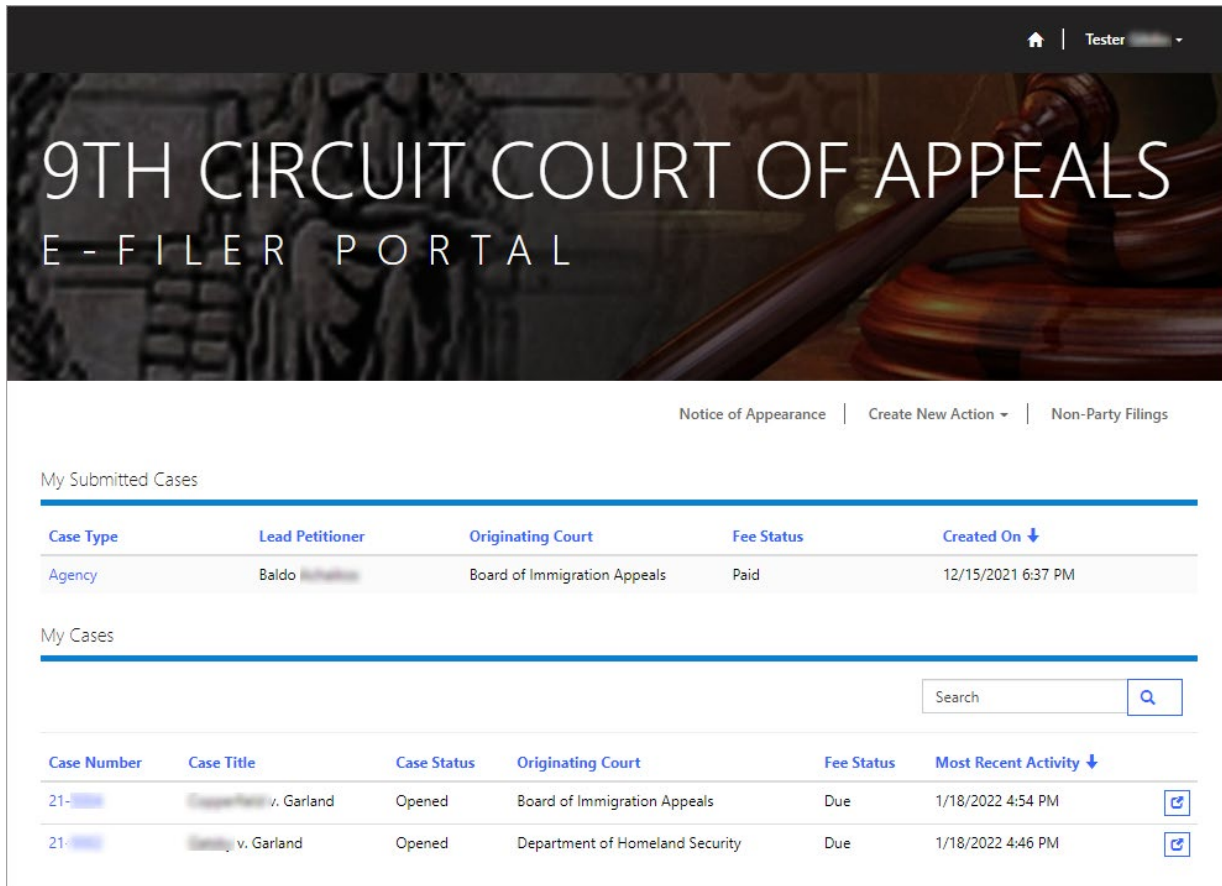 Tester
9TH CIRCUIT COURT OF APPEALS
E-FILER PORTAL
Notice of Appearance | Create New Action | Non-Party Filings
My Submitted Cases
Case Type Lead Petitioner Originating Court Fee Status Created On
Agency Baldo Board of Immigration Appeals Paid 12/15/2021 6:37 PM
My Cases
Search
Case Number Case Title Case Status Originating Court Fee Status Most Recent Activity
21- v. Garland Opened Board of Immigration Appeals Due 1/18/2022 4:54 PM
21- v. Garland Opened Department of Homeland Security Due 1/18/2022 4:46 PM